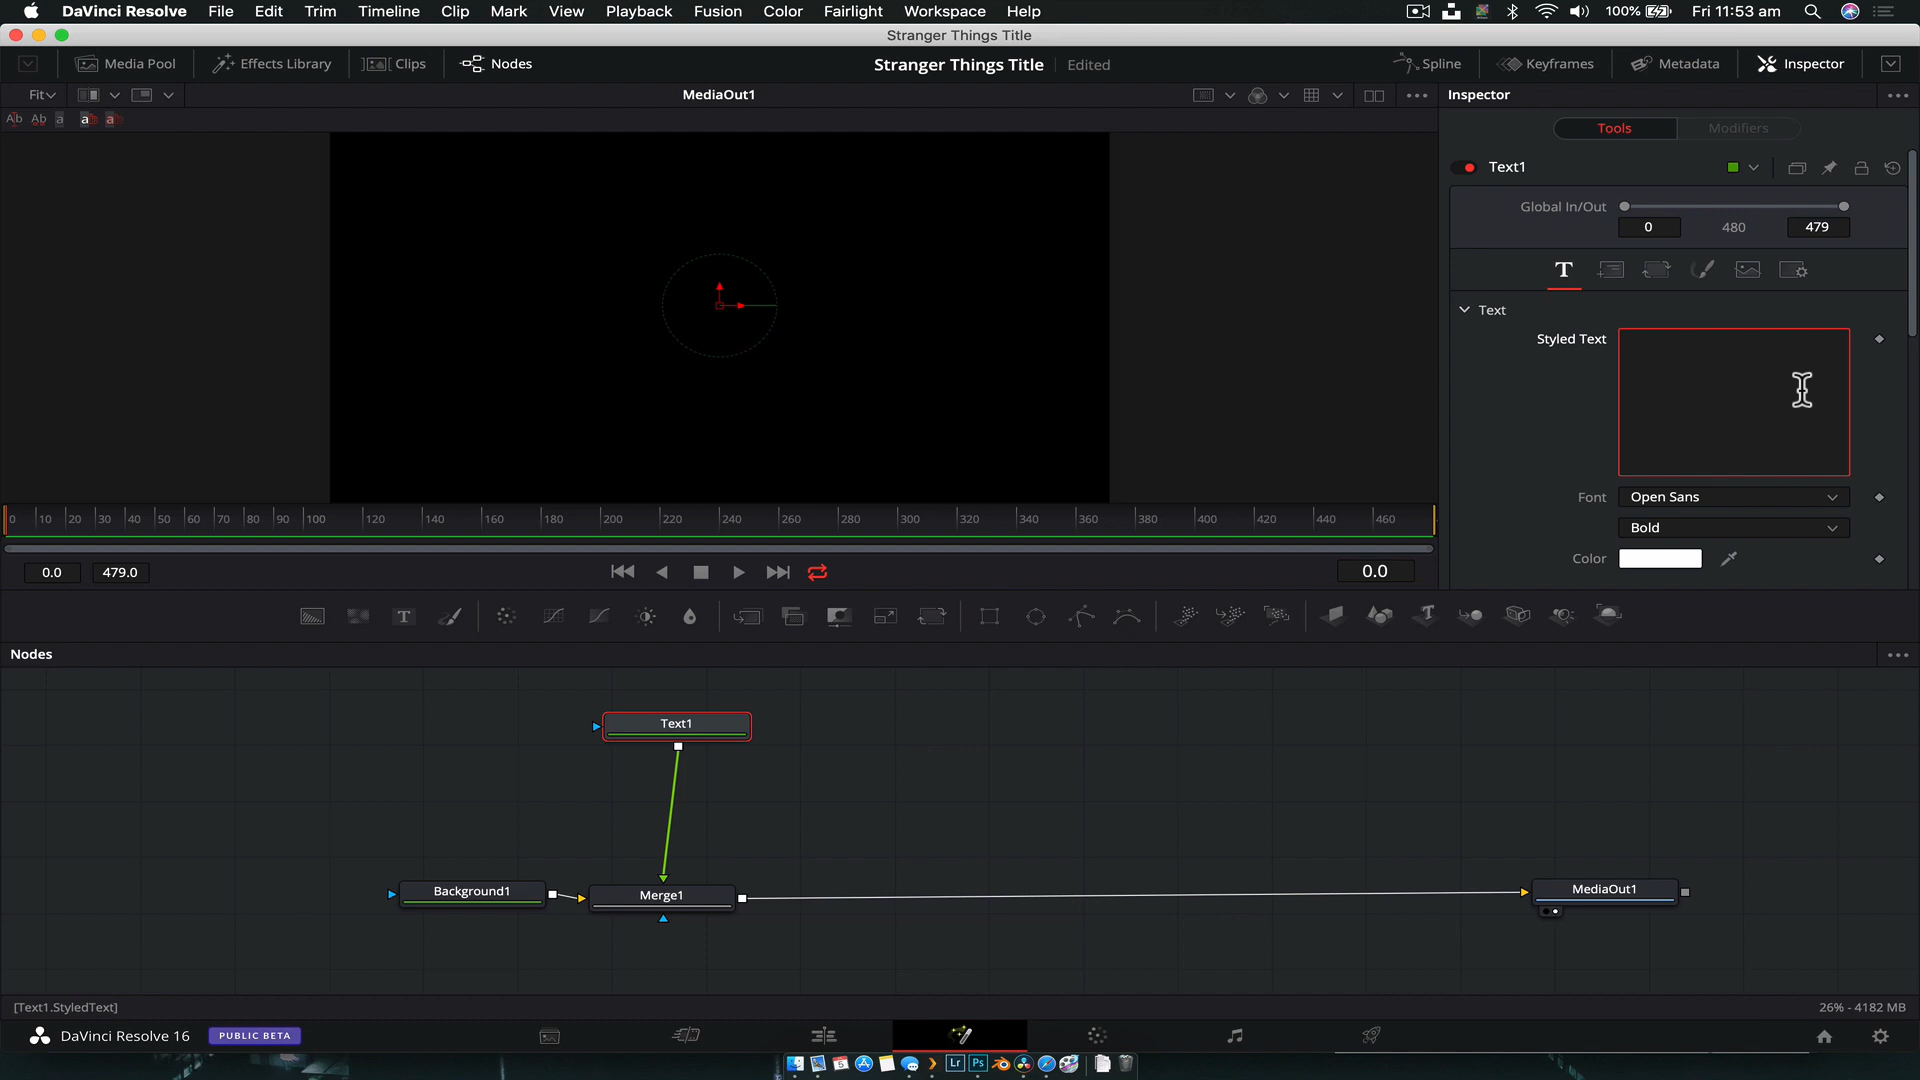 DaVinci Resolve File Edit Trim Timeline Clip Mark View Playback Fusion Color Fairlight Workspace Help 100% Fri 11:53 am
Stranger Things Title
Media Pool Effects Library Clips Nodes Stranger Things Title Edited Spline Keyframes Metadata Inspector
Fit MediaOut1 Inspector
Tools Modifiers
Text1
Global In/Out
0 480 479
T
Text
Styled Text
Font Open Sans
Bold
Color
0 10 20 30 40 50 60 70 80 90 100 120 140 160 180 200 220 240 260 280 300 320 340 360 380 400 420 440 460
0.0 479.0 0.0
Nodes
Text1
Background1 Merge1 MediaOut1
[Text1.StyledText] 26% - 4182 MB
DaVinci Resolve 16 PUBLIC BETA
Lr Ps